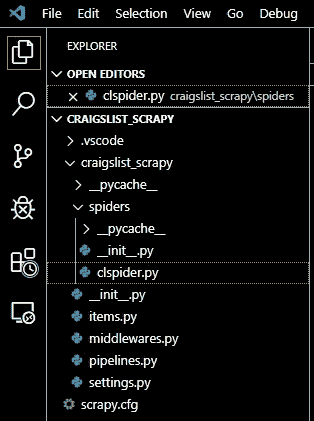 File Edit Selection View Go Debug
EXPLORER
OPEN EDITORS
clspider.py craigslist_scrapy\spiders
CRAIGSLIST_SCRAPY
.vscode
craigslist_scrapy
__pycache__
spiders
__pycache__
__init__.py
clspider.py
__init__.py
items.py
middlewares.py
pipelines.py
settings.py
scrapy.cfg